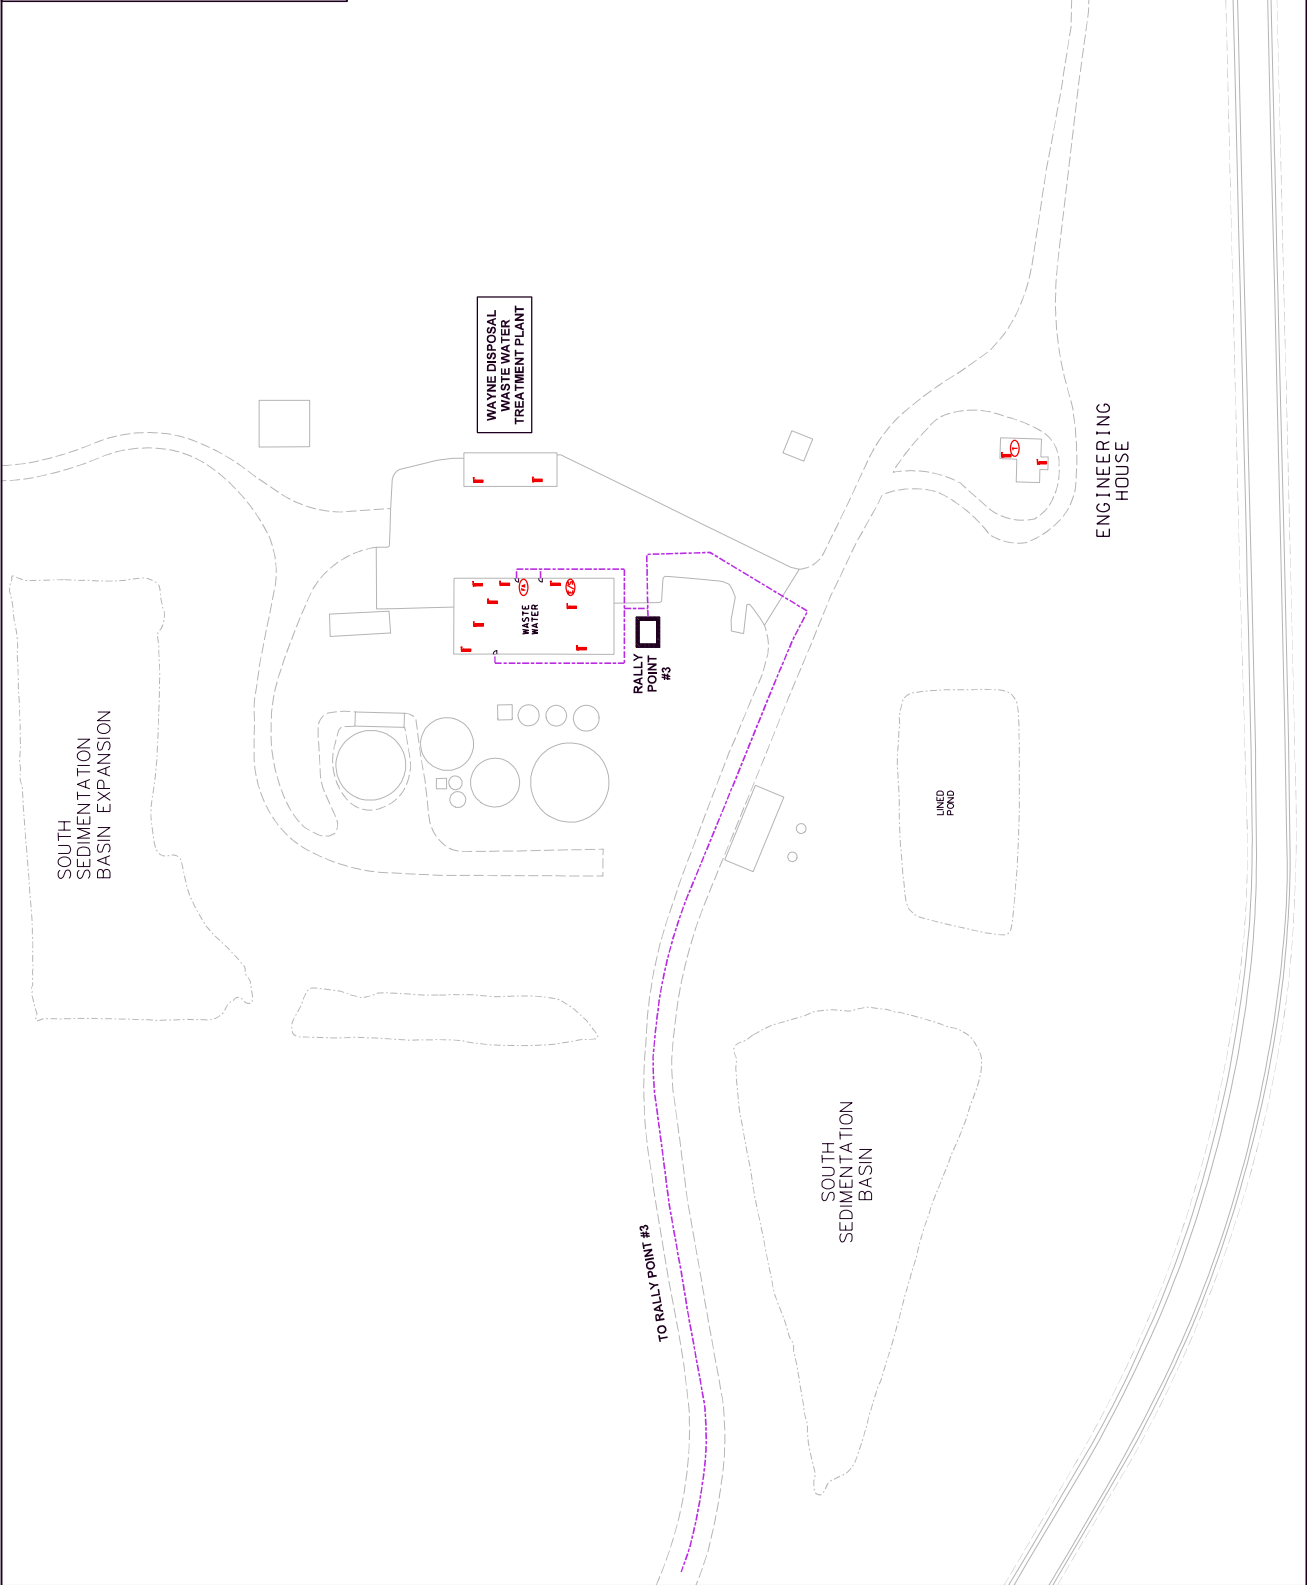 WAYNE DISPOSAL
WASTE WATER
TREATMENT PLANT
ENGINEERING
HOUSE
T
FA
E/S
WASTE
WATER
RALLY
POINT
#3
SOUTH
SEDIMENTATION
BASIN EXPANSION
LINED
POND
SOUTH
SEDIMENTATION
BASIN
TO RALLY POINT #3